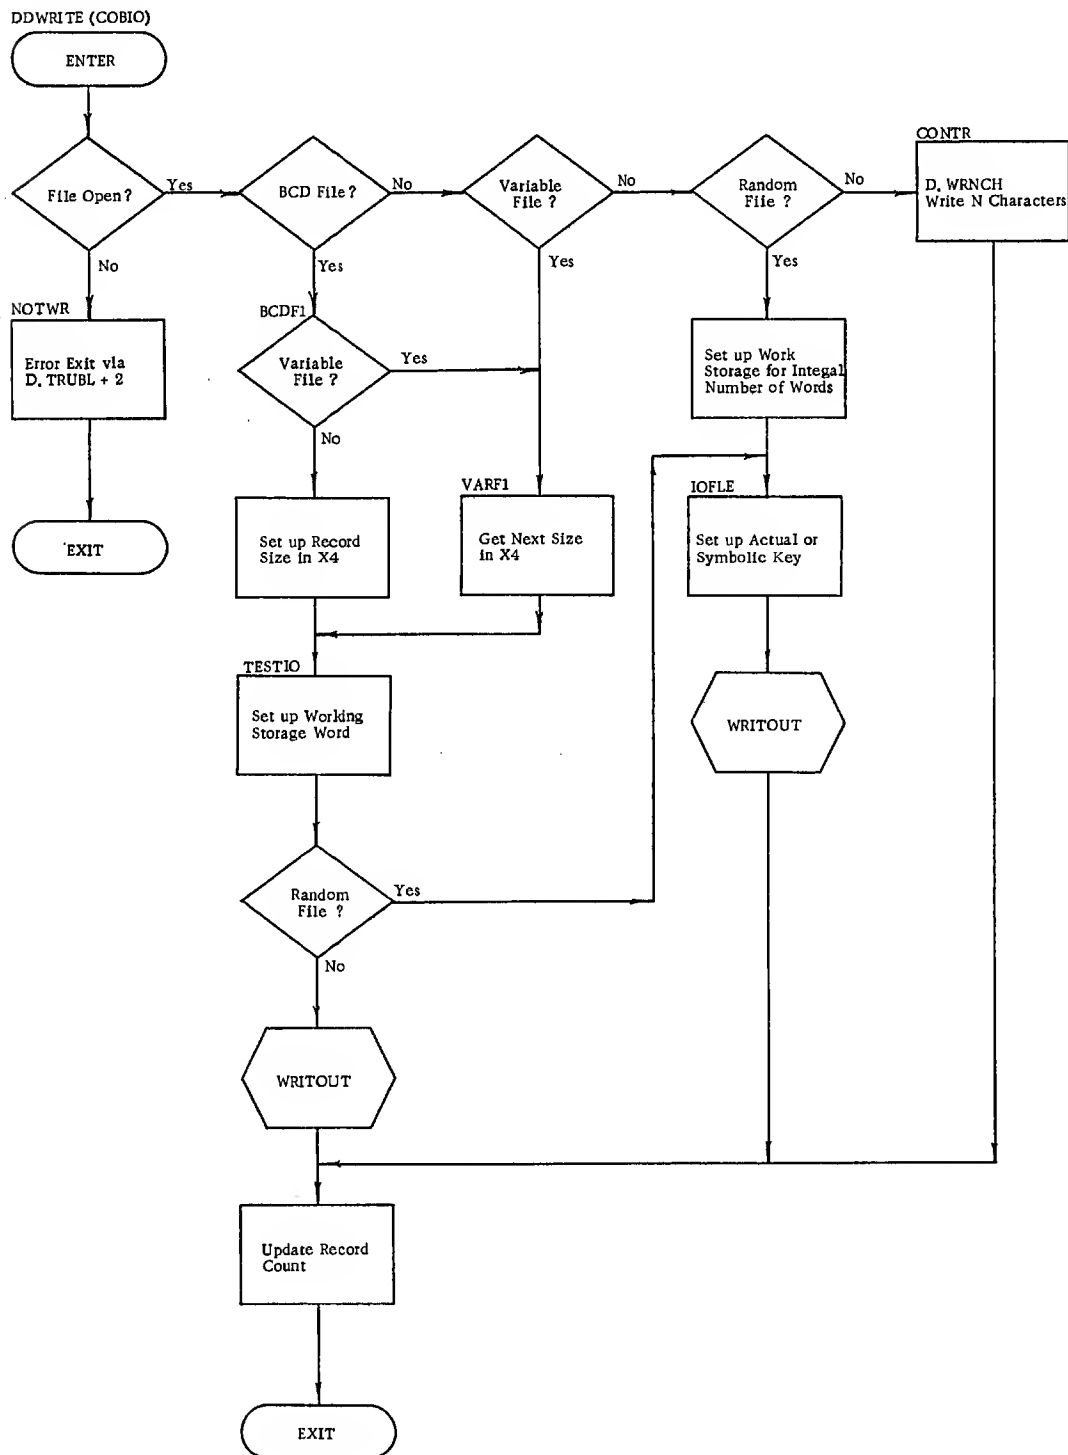 DDWRITE (COBIO)
ENTER
File Open?
Yes
No
BCD File?
No
Yes
Variable
File ?
No
Yes
Random
File ?
No
Yes
CONTR
D. WRNCH
Write N Characters
NOTWR
Error Exit via
D. TRUBL + 2
EXIT
BCDF1
Variable
File ?
Yes
No
Set up Work
Storage for Integal
Number of Words
Set up Record
Size in X4
VARF1
Get Next Size
in X4
IOFLE
Set up Actual or
Symbolic Key
TESTIO
Set up Working
Storage Word
WRITOUT
Random
File ?
Yes
No
WRITOUT
Update Record
Count
EXIT